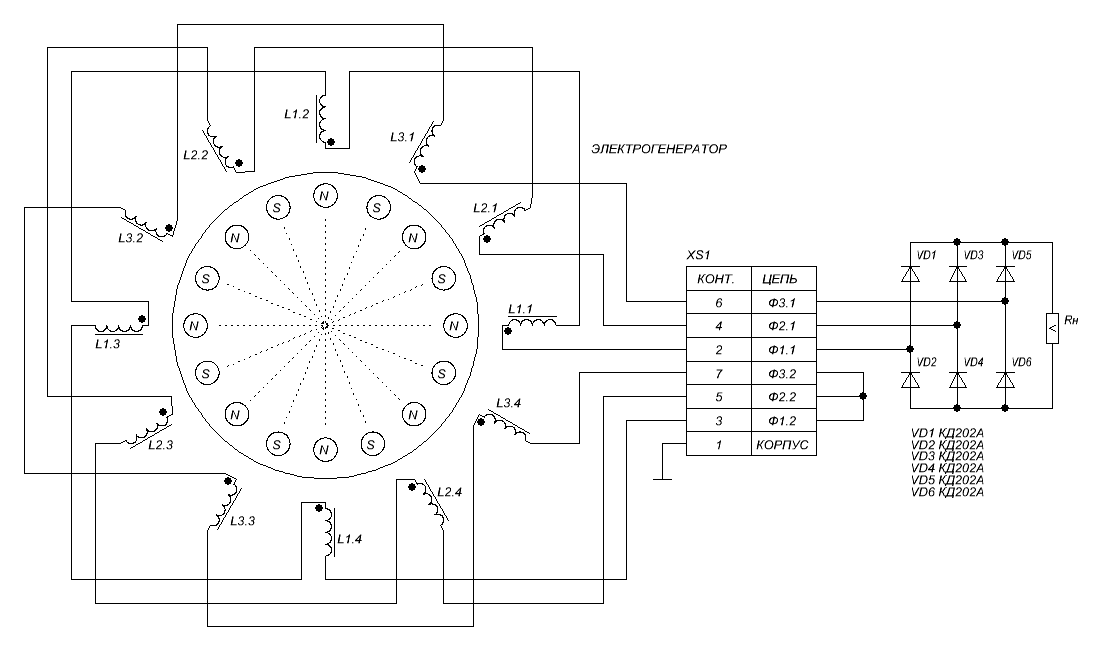 L1.2
L3.1
L2.2
ЭЛЕКТРОГЕНЕРАТОР
N
S
S
L2.1
L3.2
N
N
XS1
VD1
VD3
VD5
S
S
КОНТ.
ЦЕПЬ
6
Ф3.1
L1.1
N
N
4
Ф2.1
Rн
L1.3
2
Ф1.1
VD2
VD4
VD6
S
S
7
Ф3.2
5
Ф2.2
L3.4
N
N
3
Ф1.2
L2.3
S
N
S
1
КОРПУС
VD1 КД202А
VD2 КД202А
VD3 КД202А
VD4 КД202А
VD5 КД202А
VD6 КД202А
L2.4
L3.3
L1.4